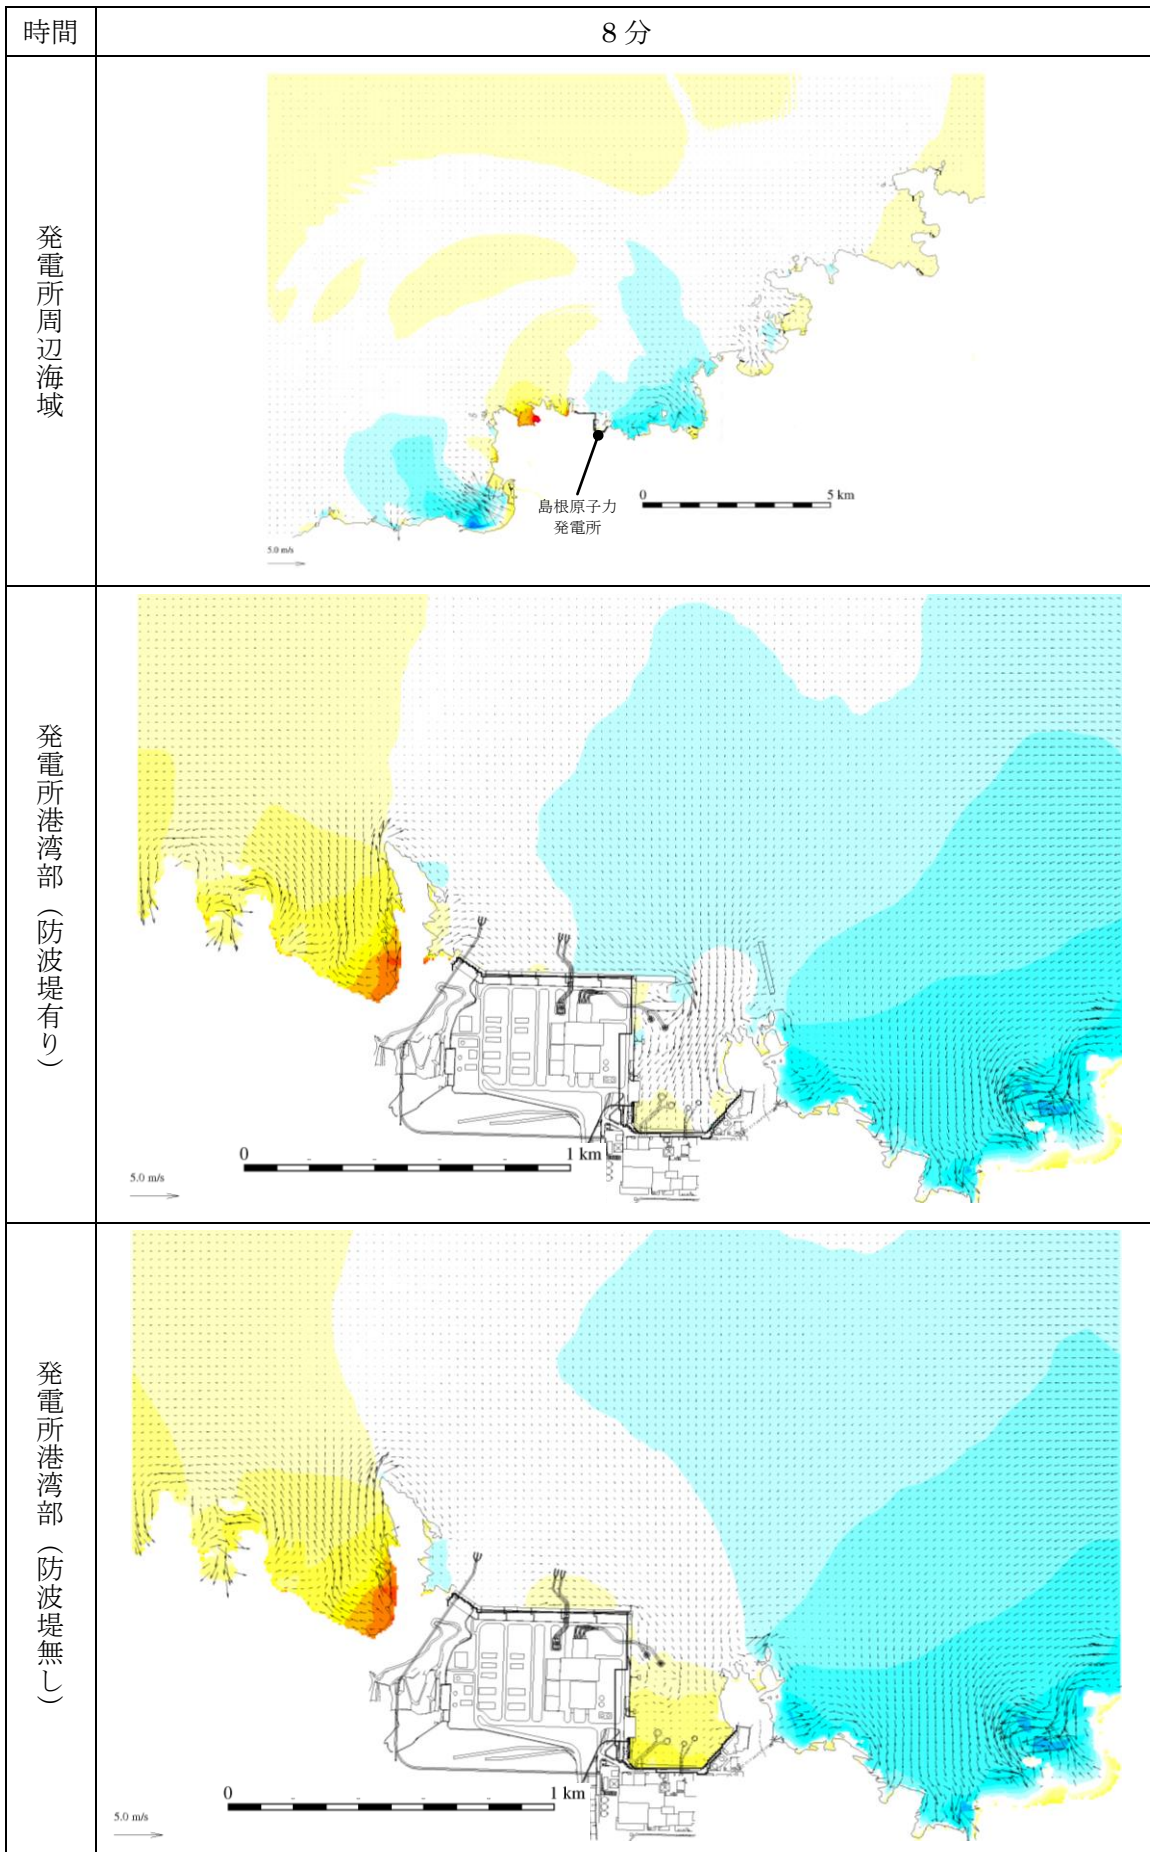 時間
8分
発電所周辺海域
島根原子力
発電所
0
5 km
5.0 m/s
発電所港湾部（防波堤有り）
0
1 km
5.0 m/s
発電所港湾部（防波堤無し）
0
1 km
5.0 m/s